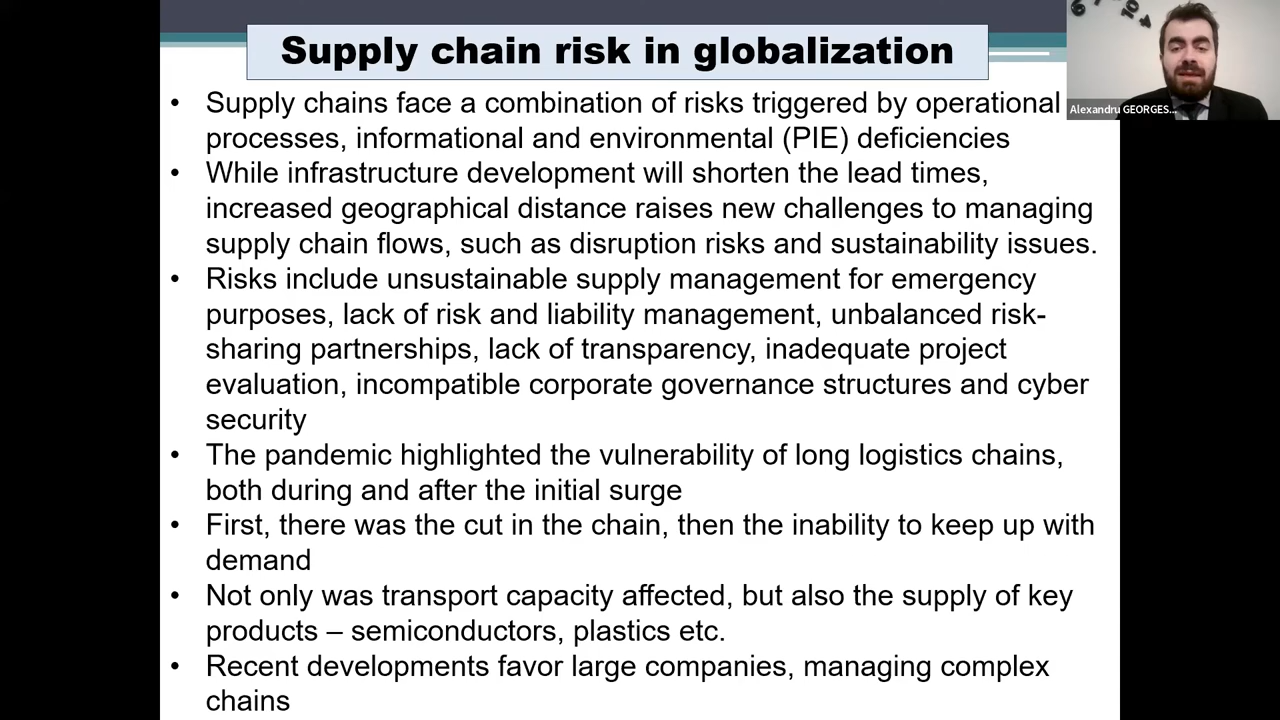 Supply chain risk in globalization
• Supply chains face a combination of risks triggered by operational
processes, informational and environmental (PIE) deficiencies
• While infrastructure development will shorten the lead times,
increased geographical distance raises new challenges to managing
supply chain flows, such as disruption risks and sustainability issues.
• Risks include unsustainable supply management for emergency
purposes, lack of risk and liability management, unbalanced risk-
sharing partnerships, lack of transparency, inadequate project
evaluation, incompatible corporate governance structures and cyber
security
• The pandemic highlighted the vulnerability of long logistics chains,
both during and after the initial surge
• First, there was the cut in the chain, then the inability to keep up with
demand
• Not only was transport capacity affected, but also the supply of key
products – semiconductors, plastics etc.
• Recent developments favor large companies, managing complex
chains
6 10 4
Alexandru GEORGES...